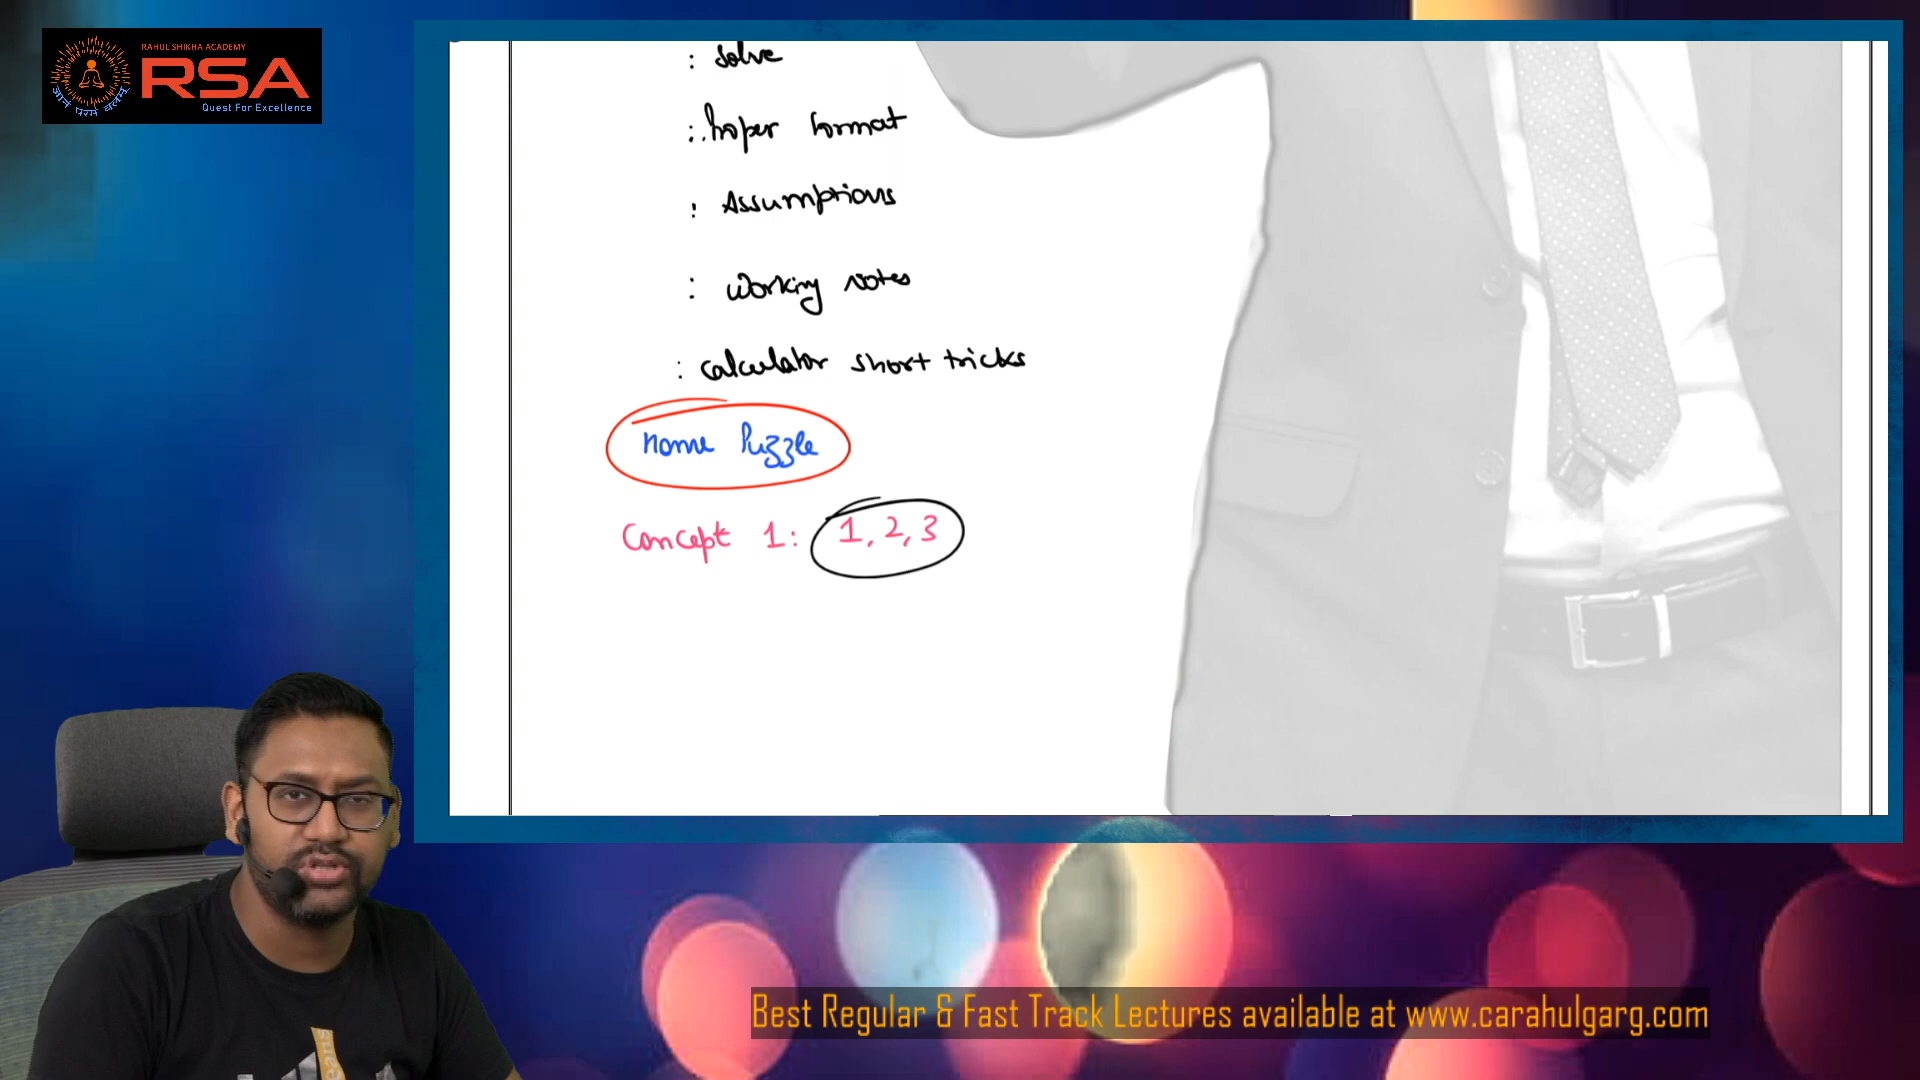 RAHUL SHIKHA ACADEMY
RSA
Quest For Excellence
: Solve
: Proper format
: Assumptions
: Working notes
: calculator short tricks
Home Puzzle
Concept 1: 1, 2, 3
Best Regular & Fast Track Lectures available at www.carahulgarg.com